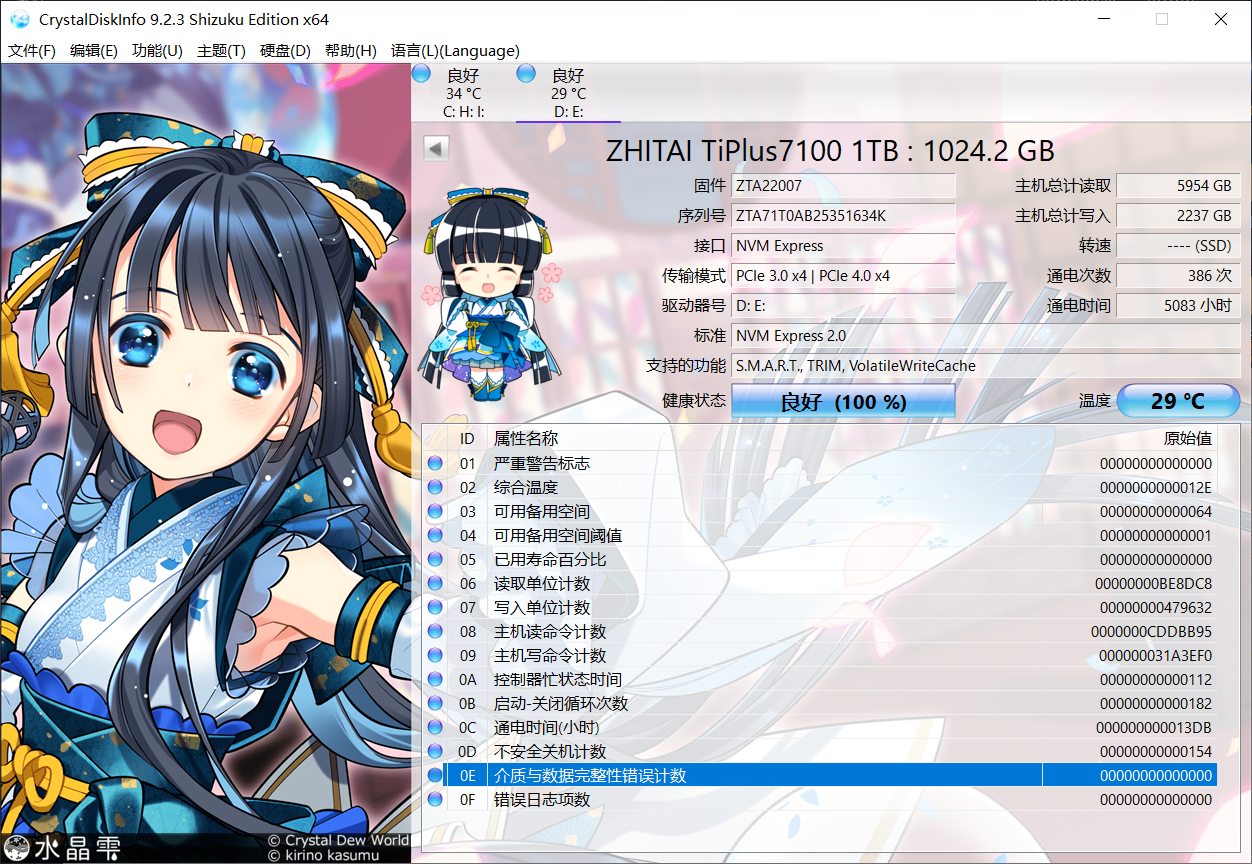 CrystalDiskInfo 9.2.3 Shizuku Edition x64
文件(F) 编辑(E) 功能(U) 主题(T) 硬盘(D) 帮助(H) 语言(L)(Language)
良好 良好
34 °C 29 °C
C: H: I: D: E:
ZHITAI TiPlus7100 1TB : 1024.2 GB
固件 ZTA22007 主机总计读取 5954 GB
序列号 ZTA71T0AB25351634K 主机总计写入 2237 GB
接口 NVM Express 转速 ---- (SSD)
传输模式 PCIe 3.0 x4 | PCIe 4.0 x4 通电次数 386 次
驱动器号 D: E: 通电时间 5083 小时
标准 NVM Express 2.0
支持的功能 S.M.A.R.T., TRIM, VolatileWriteCache
健康状态 良好 (100 %) 温度 29 °C
ID 属性名称 原始值
01 严重警告标志 00000000000000
02 综合温度 0000000000012E
03 可用备用空间 00000000000064
04 可用备用空间阈值 00000000000001
05 已用寿命百分比 00000000000000
06 读取单位计数 00000000BE8DC8
07 写入单位计数 00000000479632
08 主机读命令计数 0000000CDDBB95
09 主机写命令计数 000000031A3EF0
0A 控制器忙状态时间 00000000000112
0B 启动-关闭循环次数 00000000000182
0C 通电时间(小时) 000000000013DB
0D 不安全关机计数 00000000000154
0E 介质与数据完整性错误计数 00000000000000
0F 错误日志项数 00000000000000
水晶雫
© Crystal Dew World
© kirino kasumu